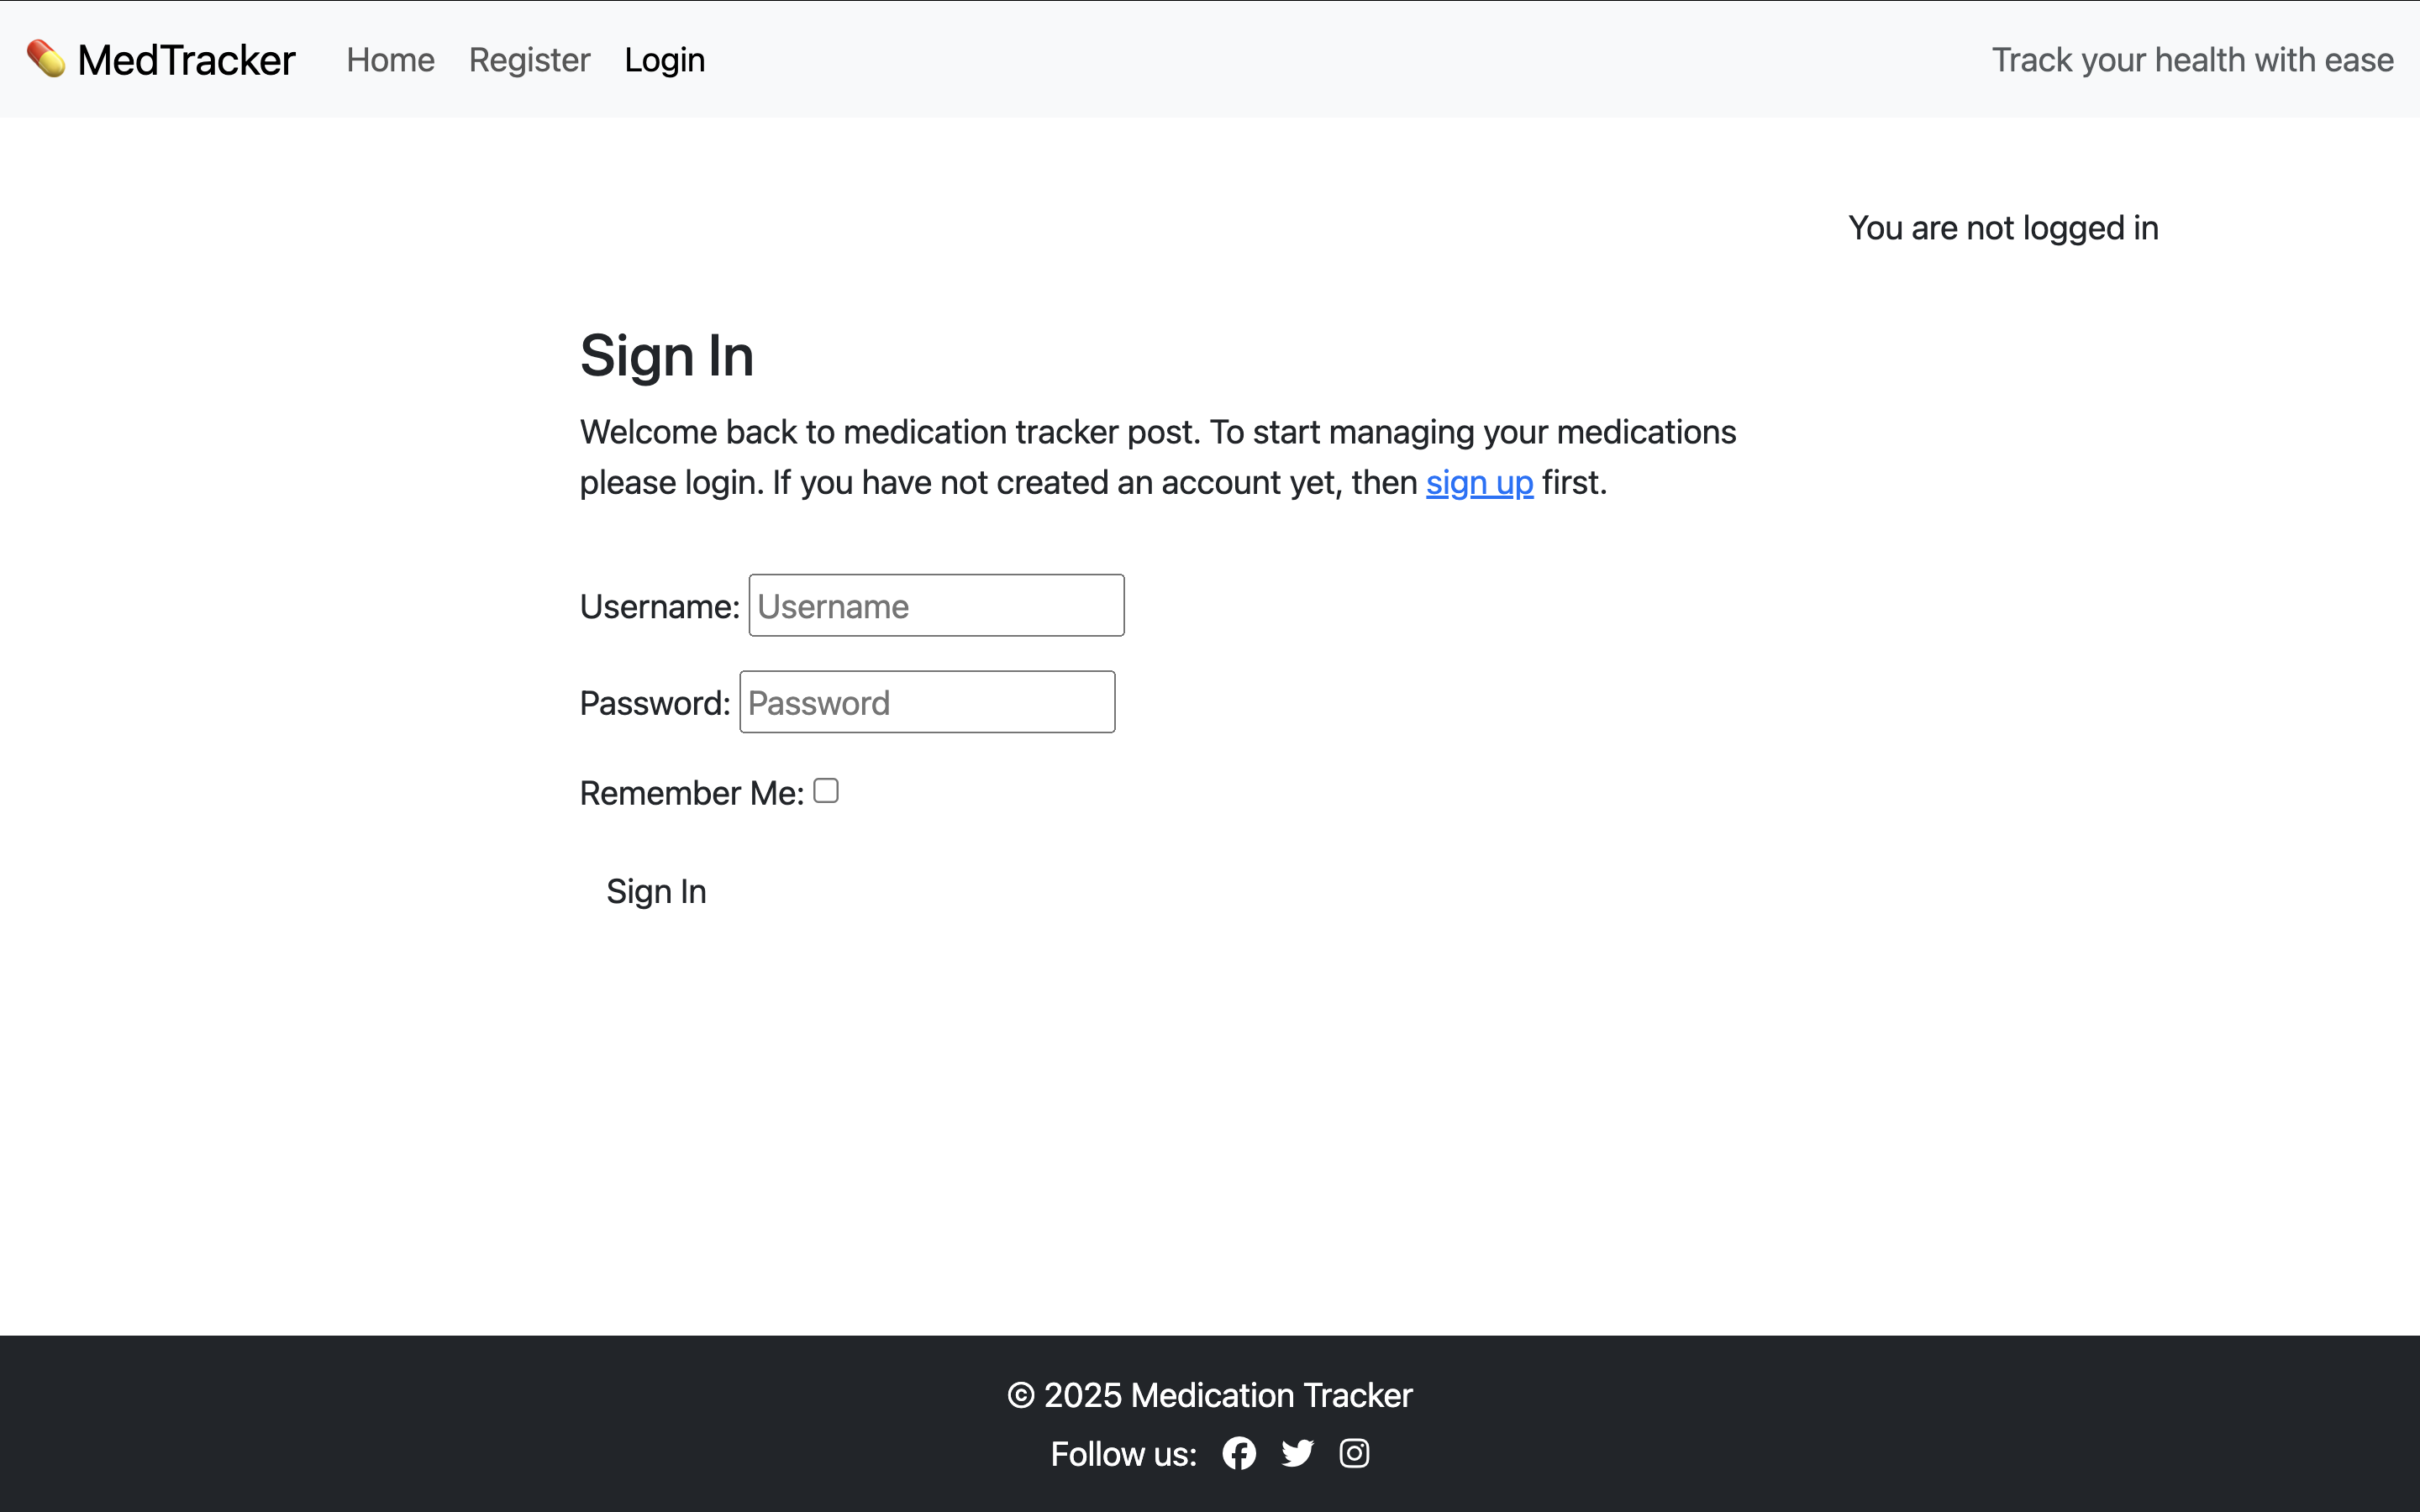 MedTracker Home Register Login Track your health with ease
You are not logged in
Sign In
Welcome back to medication tracker post. To start managing your medications
please login. If you have not created an account yet, then sign up first.
Username: Username
Password: Password
Remember Me:
Sign In
© 2025 Medication Tracker
Follow us: